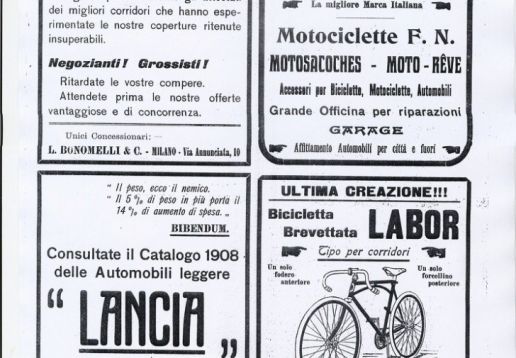 dei migliori corridori che hanno espe-
rimentate le nostre coperture ritenute
insuperabili.
Negozianti! Grossisti!
Ritardate le vostre compere.
Attendete prima le nostre offerte
vantaggiose e di concorrenza.
Unici Concessionari: —
L. BONOMELLI & C. - MILANO - Via Annunciata, 10
La migliore Marca Italiana
Motociclette F. N.
MOTOSACOCHES - MOTO-RÊVE
Accessori per Biciclette, Motociclette, Automobili
Grande Officina per riparazioni
GARAGE
Affittamento Automobili per città e fuori
" Il peso, ecco il nemico.
" Il 5 % di peso in più porta il
14 % di aumento di spesa. „
BIBENDUM.
Consultate il Catalogo 1908
delle Automobili leggere
“ LANCIA ”
ULTIMA CREAZIONE!!!
Bicicletta
Brevettata LABOR
Tipo per corridori
Un solo
fodero
anteriore
Un solo
forcellino
posteriore